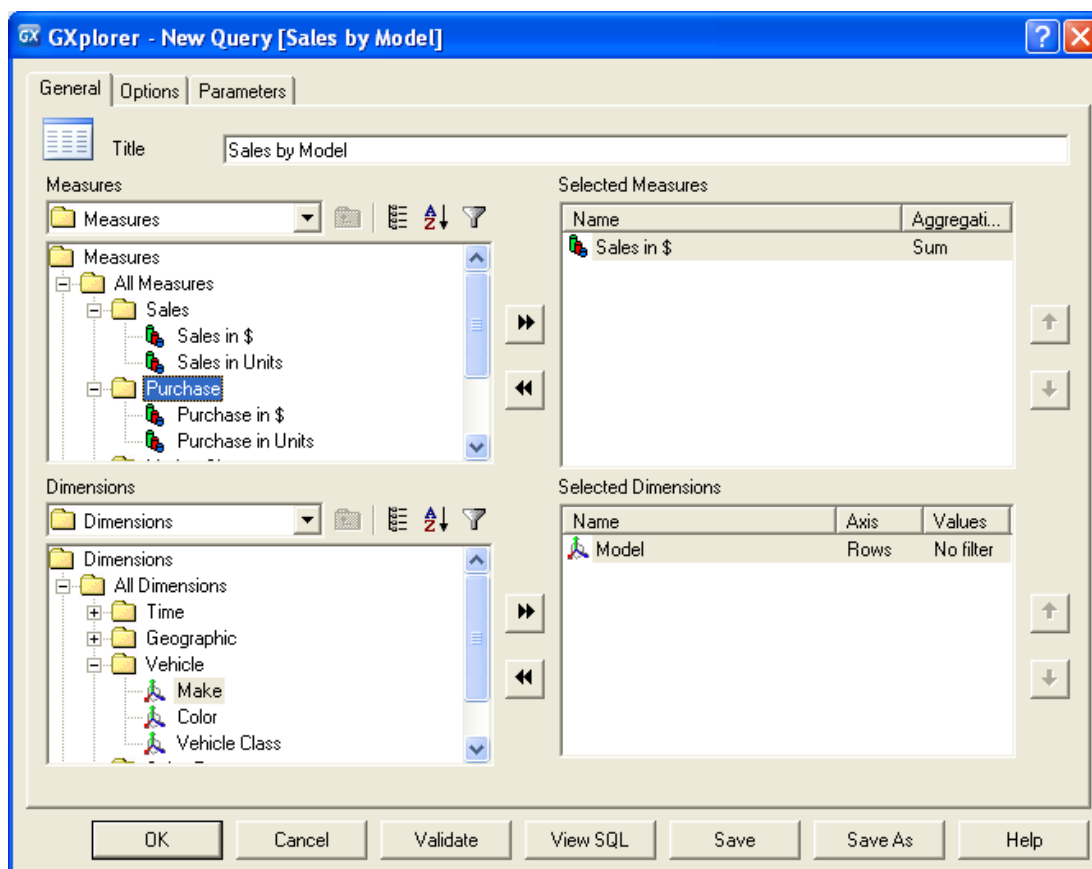 GX GXplorer - New Query [Sales by Model]
General Options Parameters
Title Sales by Model
Measures
Measures
Measures
All Measures
Sales
Sales in $
Sales in Units
Purchase
Purchase in $
Purchase in Units
Selected Measures
Name Aggregati...
Sales in $ Sum
Dimensions
Dimensions
Dimensions
All Dimensions
Time
Geographic
Vehicle
Make
Color
Vehicle Class
Selected Dimensions
Name Axis Values
Model Rows No filter
OK Cancel Validate View SQL Save Save As Help